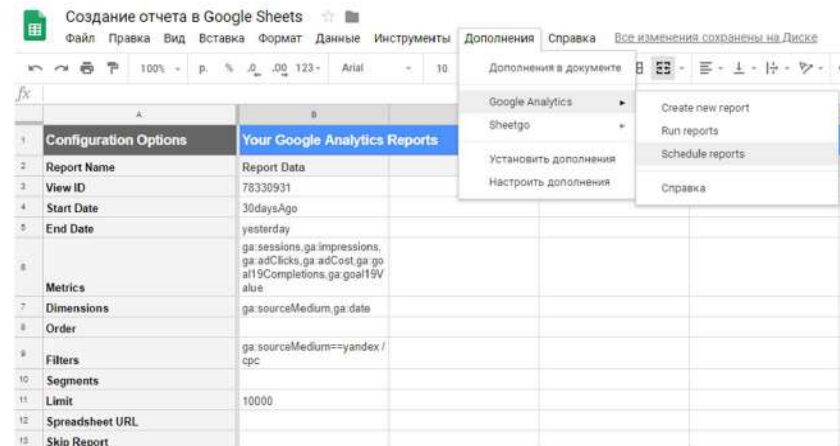 Создание отчета в Google Sheets
Файл Правка Вид Вставка Формат Данные Инструменты Дополнения Справка Все изменения сохранены на Диске
100% р. % .0 .00 123 Arial 10
Дополнения в документе
Google Analytics
Sheetgo
Установить дополнения
Настроить дополнения
Create new report
Run reports
Schedule reports
Справка
fx
A B
1 Configuration Options Your Google Analytics Reports
2 Report Name Report Data
3 View ID 78330931
4 Start Date 30daysAgo
5 End Date yesterday
ga:sessions,ga:impressions,
ga:adClicks,ga:adCost,ga:go
al19Completions,ga:goal19V
6 Metrics alue
7 Dimensions ga:sourceMedium,ga:date
8 Order
ga:sourceMedium==yandex /
9 Filters cpc
10 Segments
11 Limit 10000
12 Spreadsheet URL
13 Skip Report